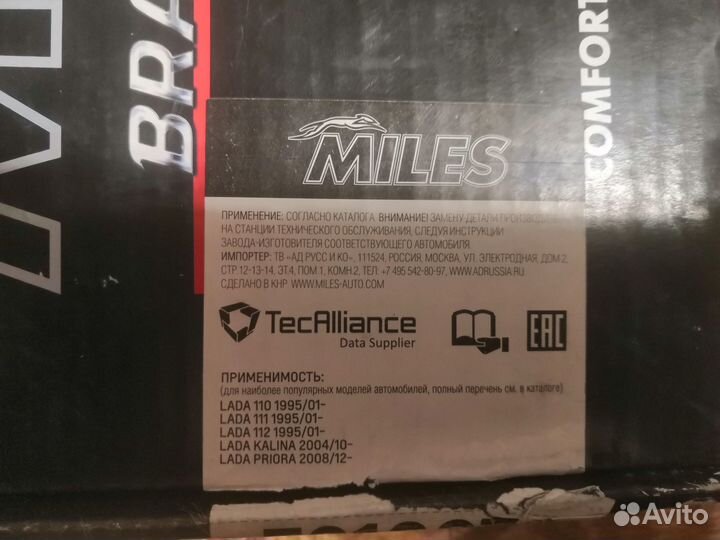 BRA
COMFORT
MILES
ПРИМЕНЕНИЕ: СОГЛАСНО КАТАЛОГА. ВНИМАНИЕ! ЗАМЕНУ ДЕТАЛИ ПРОИЗВОДИТЬ
НА СТАНЦИИ ТЕХНИЧЕСКОГО ОБСЛУЖИВАНИЯ, СЛЕДУЯ ИНСТРУКЦИИ
ЗАВОДА-ИЗГОТОВИТЕЛЯ СООТВЕТСТВУЮЩЕГО АВТОМОБИЛЯ.
ИМПОРТЕР: ТВ «АД РУСС И КО», 111524, РОССИЯ, МОСКВА, УЛ. ЭЛЕКТРОДНАЯ, ДОМ 2,
СТР. 12-13-14, ЭТ.4, ПОМ.1, КОМН.2, ТЕЛ: +7 495 542-80-97, WWW.ADRUSSIA.RU
СДЕЛАНО В КНР WWW.MILES-AUTO.COM
TecAlliance
Data Supplier
EAC
ПРИМЕНИМОСТЬ:
(для наиболее популярных моделей автомобилей, полный перечень см. в каталоге)
LADA 110 1995/01-
LADA 111 1995/01-
LADA 112 1995/01-
LADA KALINA 2004/10-
LADA PRIORA 2008/12-
Avito